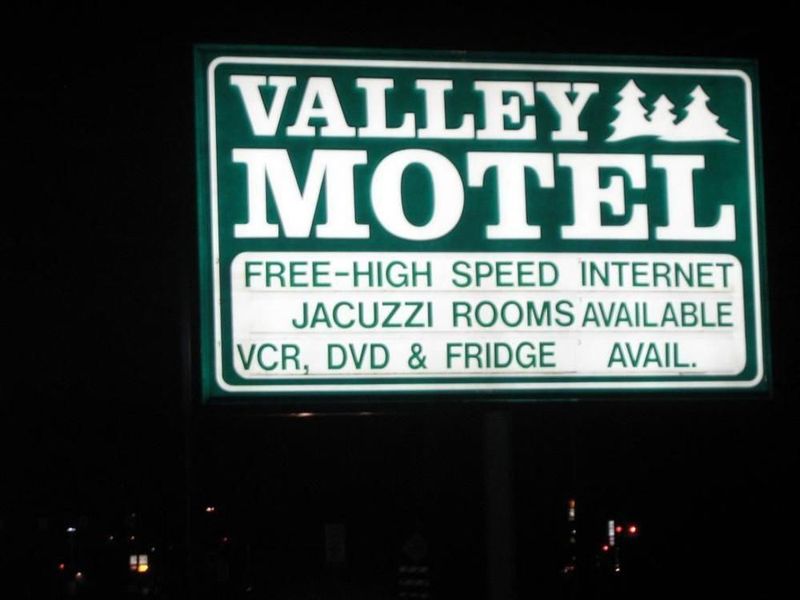 VALLEY
MOTEL
FREE-HIGH SPEED INTERNET
JACUZZI ROOMS AVAILABLE
VCR, DVD & FRIDGE AVAIL.